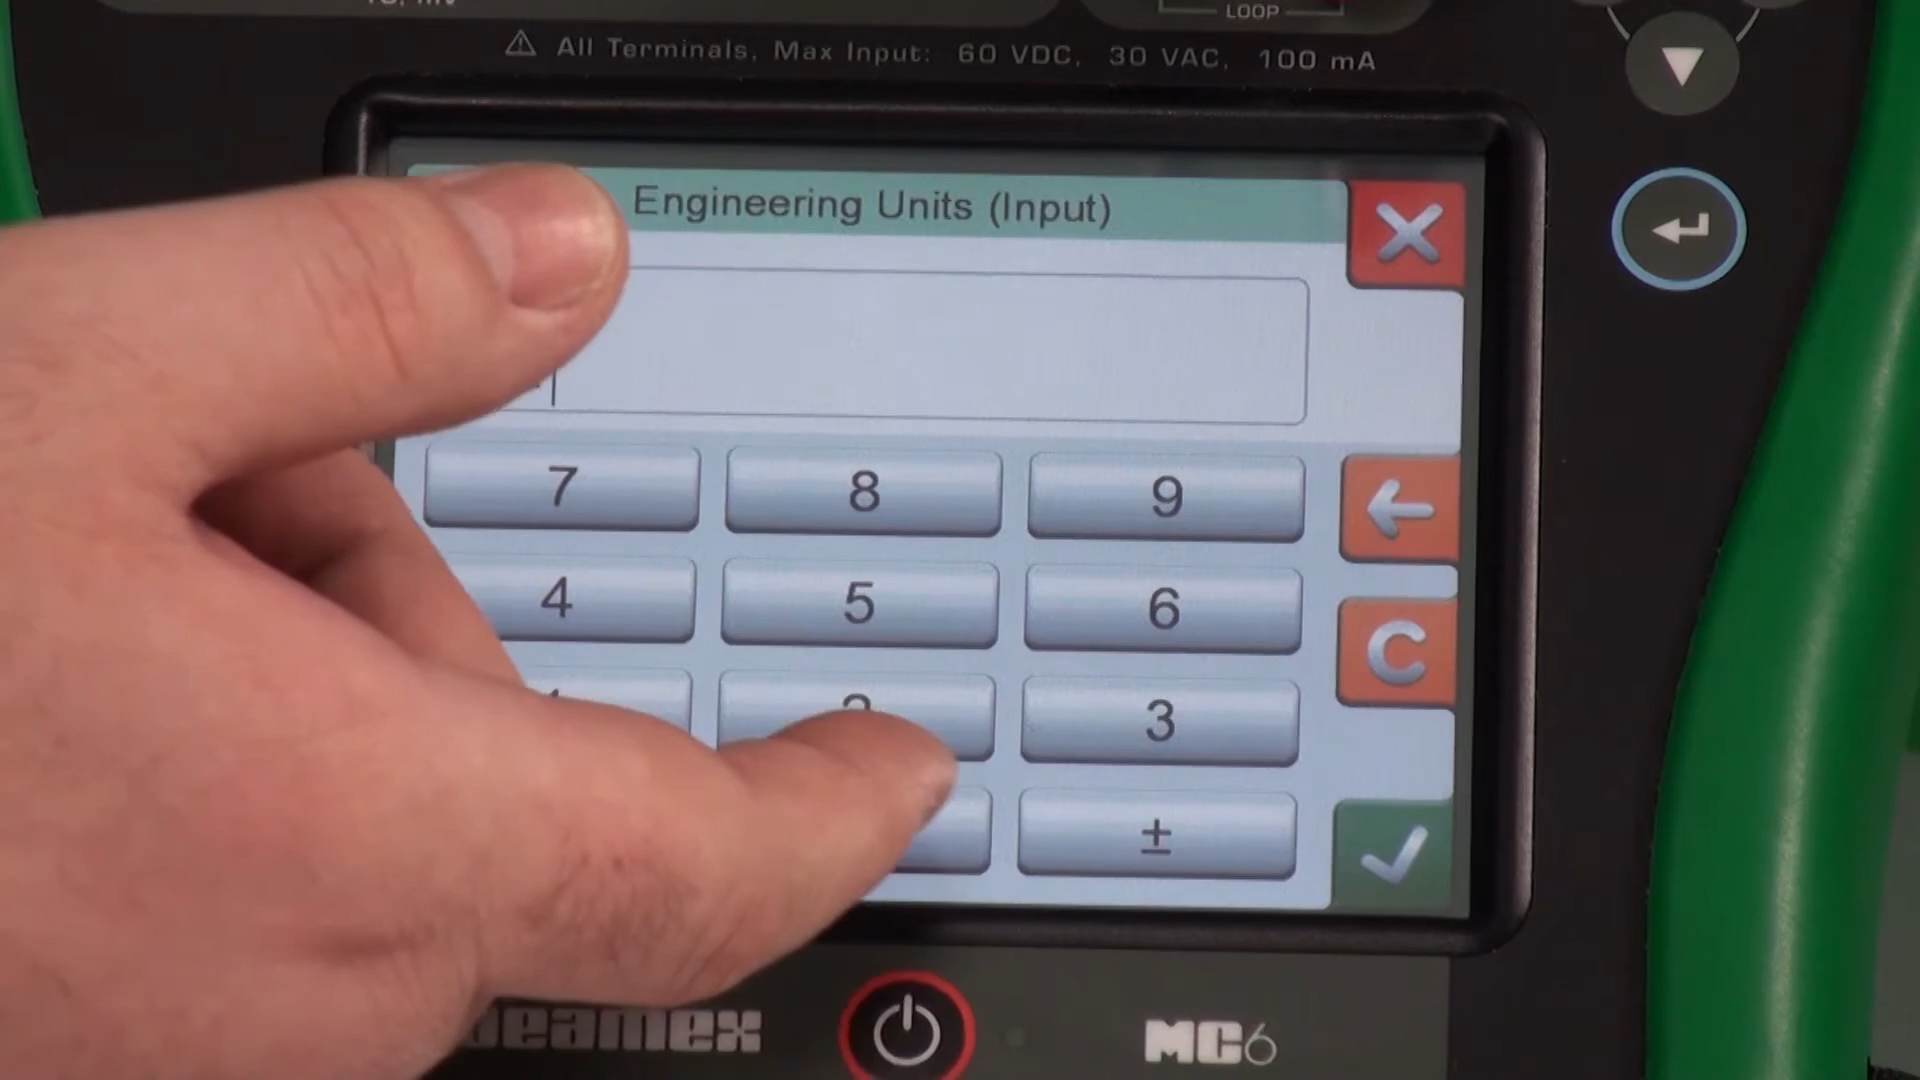 LOOP
⚠ All Terminals, Max Input: 60 VDC, 30 VAC, 100 mA
Engineering Units (Input)
7 8 9
4 5 6
C
3
±
beamex MC6